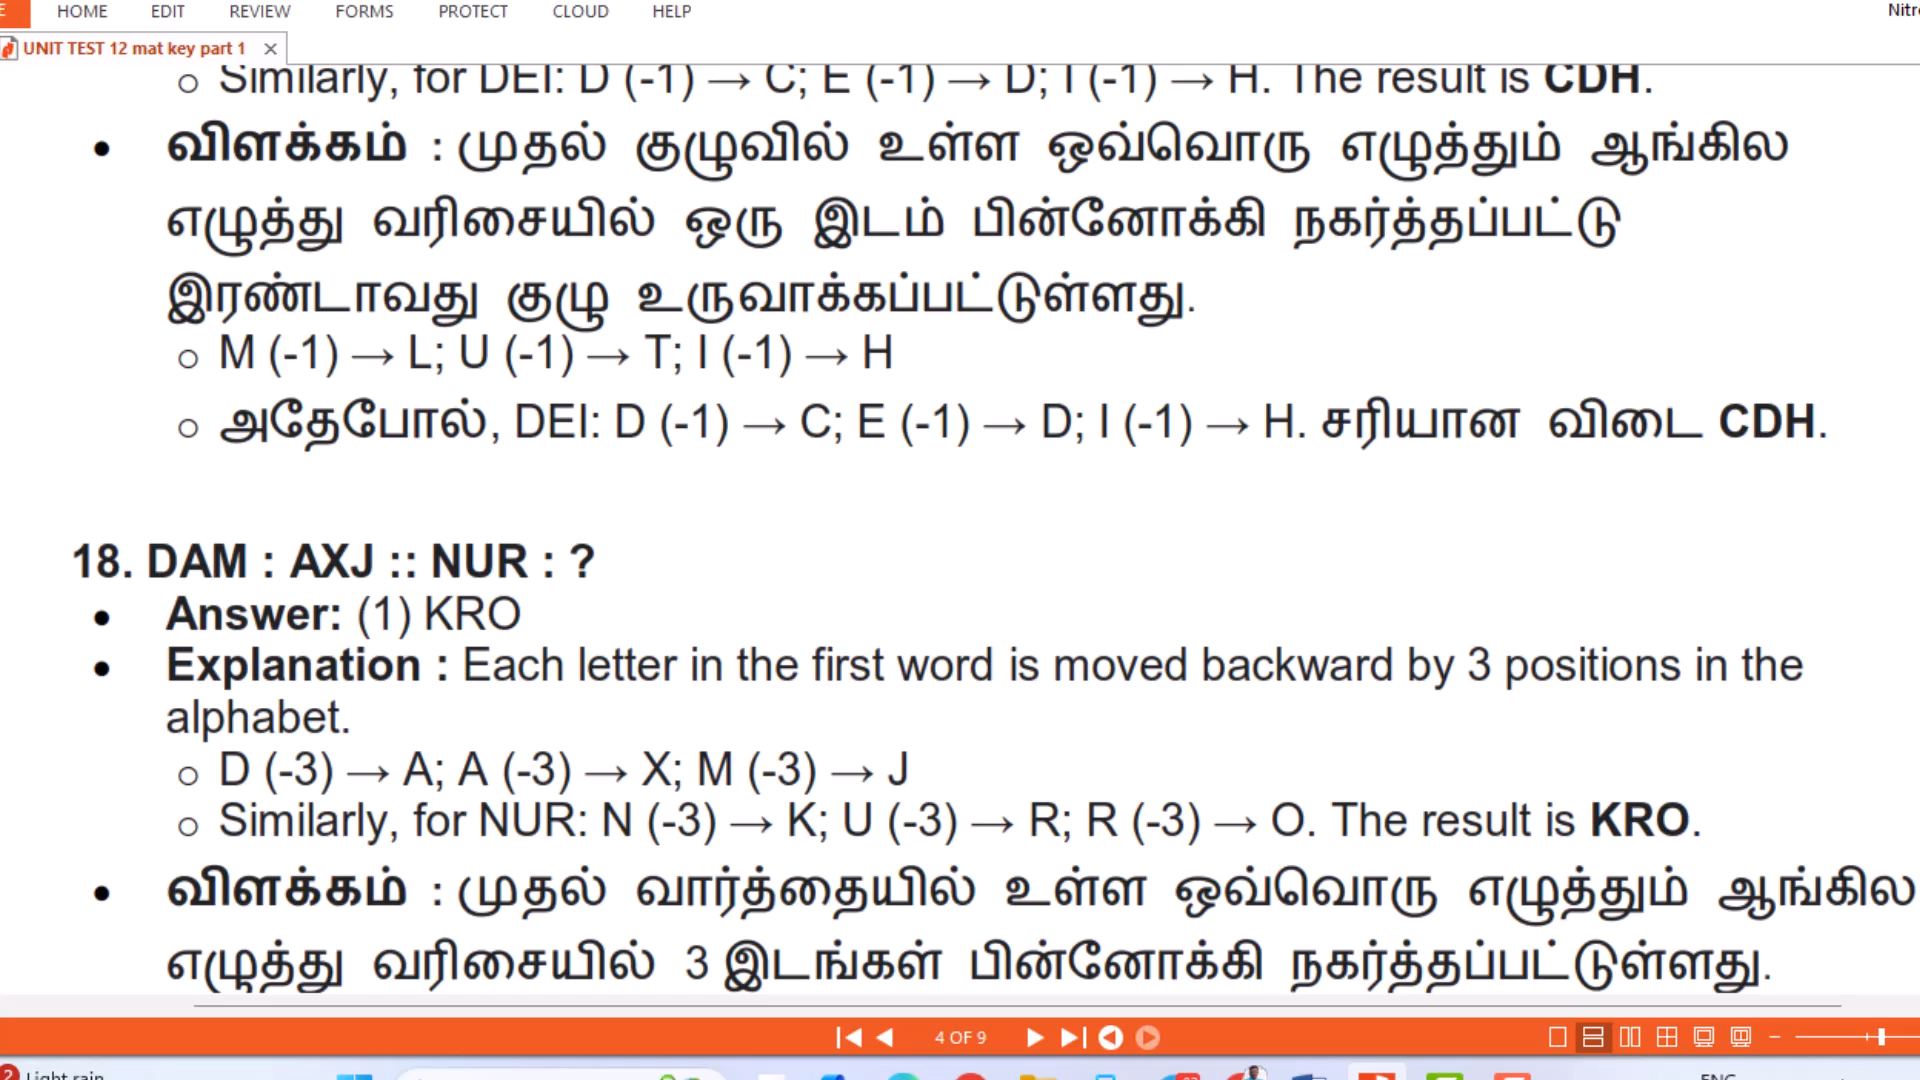 HOME EDIT REVIEW FORMS PROTECT CLOUD HELP
UNIT TEST 12 mat key part 1
○ Similarly, for DEI: D (-1) → C; E (-1) → D; I (-1) → H. The result is CDH.
• விளக்கம் : முதல் குழுவில் உள்ள ஒவ்வொரு எழுத்தும் ஆங்கில
எழுத்து வரிசையில் ஒரு இடம் பின்னோக்கி நகர்த்தப்பட்டு
இரண்டாவது குழு உருவாக்கப்பட்டுள்ளது.
○ M (-1) → L; U (-1) → T; I (-1) → H
○ அதேபோல், DEI: D (-1) → C; E (-1) → D; I (-1) → H. சரியான விடை CDH.
18. DAM : AXJ :: NUR : ?
• Answer: (1) KRO
• Explanation : Each letter in the first word is moved backward by 3 positions in the
alphabet.
○ D (-3) → A; A (-3) → X; M (-3) → J
○ Similarly, for NUR: N (-3) → K; U (-3) → R; R (-3) → O. The result is KRO.
• விளக்கம் : முதல் வார்த்தையில் உள்ள ஒவ்வொரு எழுத்தும் ஆங்கில
எழுத்து வரிசையில் 3 இடங்கள் பின்னோக்கி நகர்த்தப்பட்டுள்ளது.
4 OF 9
Light rain